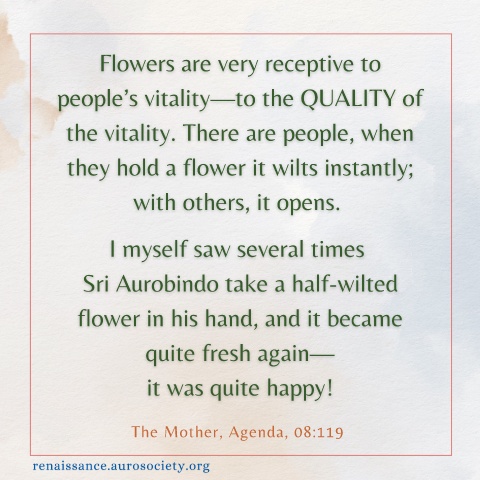 Flowers are very receptive to
people’s vitality—to the QUALITY of
the vitality. There are people, when
they hold a flower it wilts instantly;
with others, it opens.
I myself saw several times
Sri Aurobindo take a half-wilted
flower in his hand, and it became
quite fresh again—
it was quite happy!
The Mother, Agenda, 08:119
renaissance.aurosociety.org